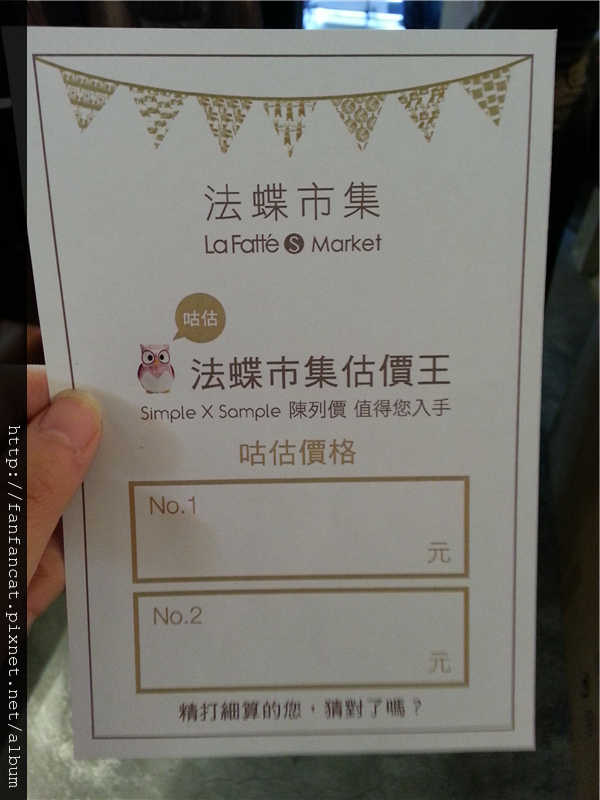 法蝶市集
La Fatté S Market
咕估
法蝶市集估價王
Simple X Sample 陳列價 值得您入手
咕估價格
No.1
元
No.2
元
精打細算的您，猜對了嗎？
http://fanfancat.pixnet.net/album